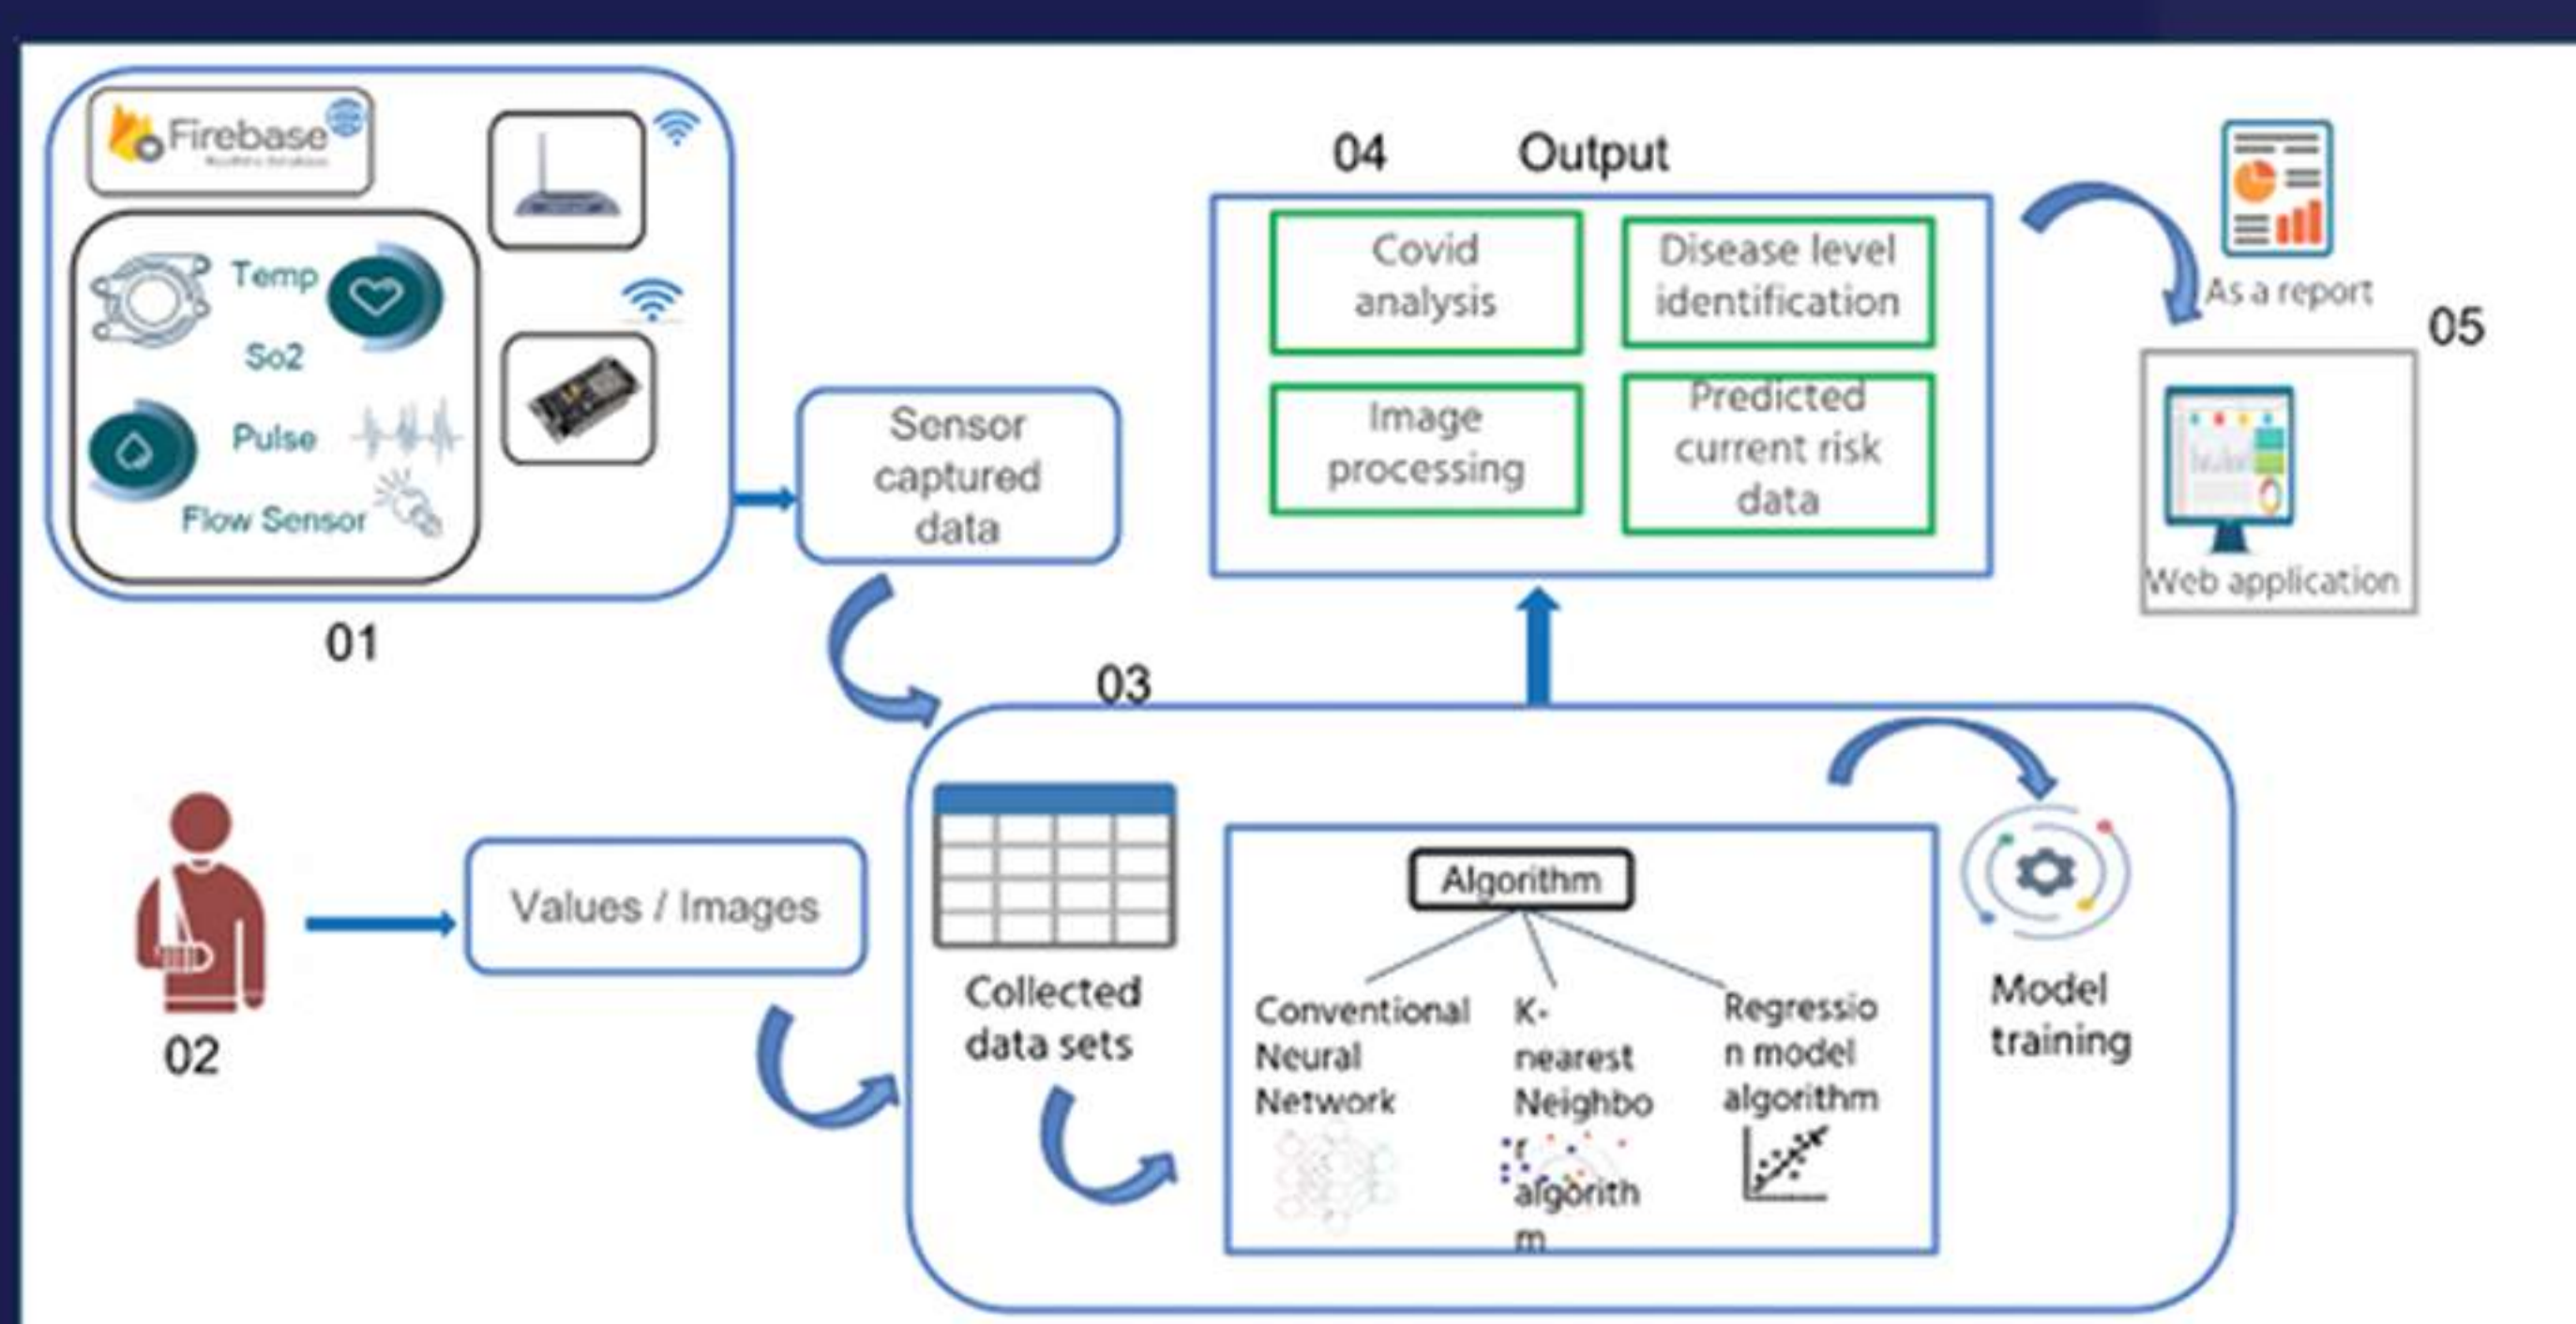 Firebase
Temp
So2
Pulse
Flow Sensor
01
Sensor
captured
data
04
Output
Covid
analysis
Disease level
identification
Image
processing
Predicted
current risk
data
As a report
05
Web application
02
Values / Images
03
Collected
data sets
Algorithm
Conventional
Neural
Network
K-
nearest
Neighbo
r
algorith
m
Regressio
n model
algorithm
Model
training